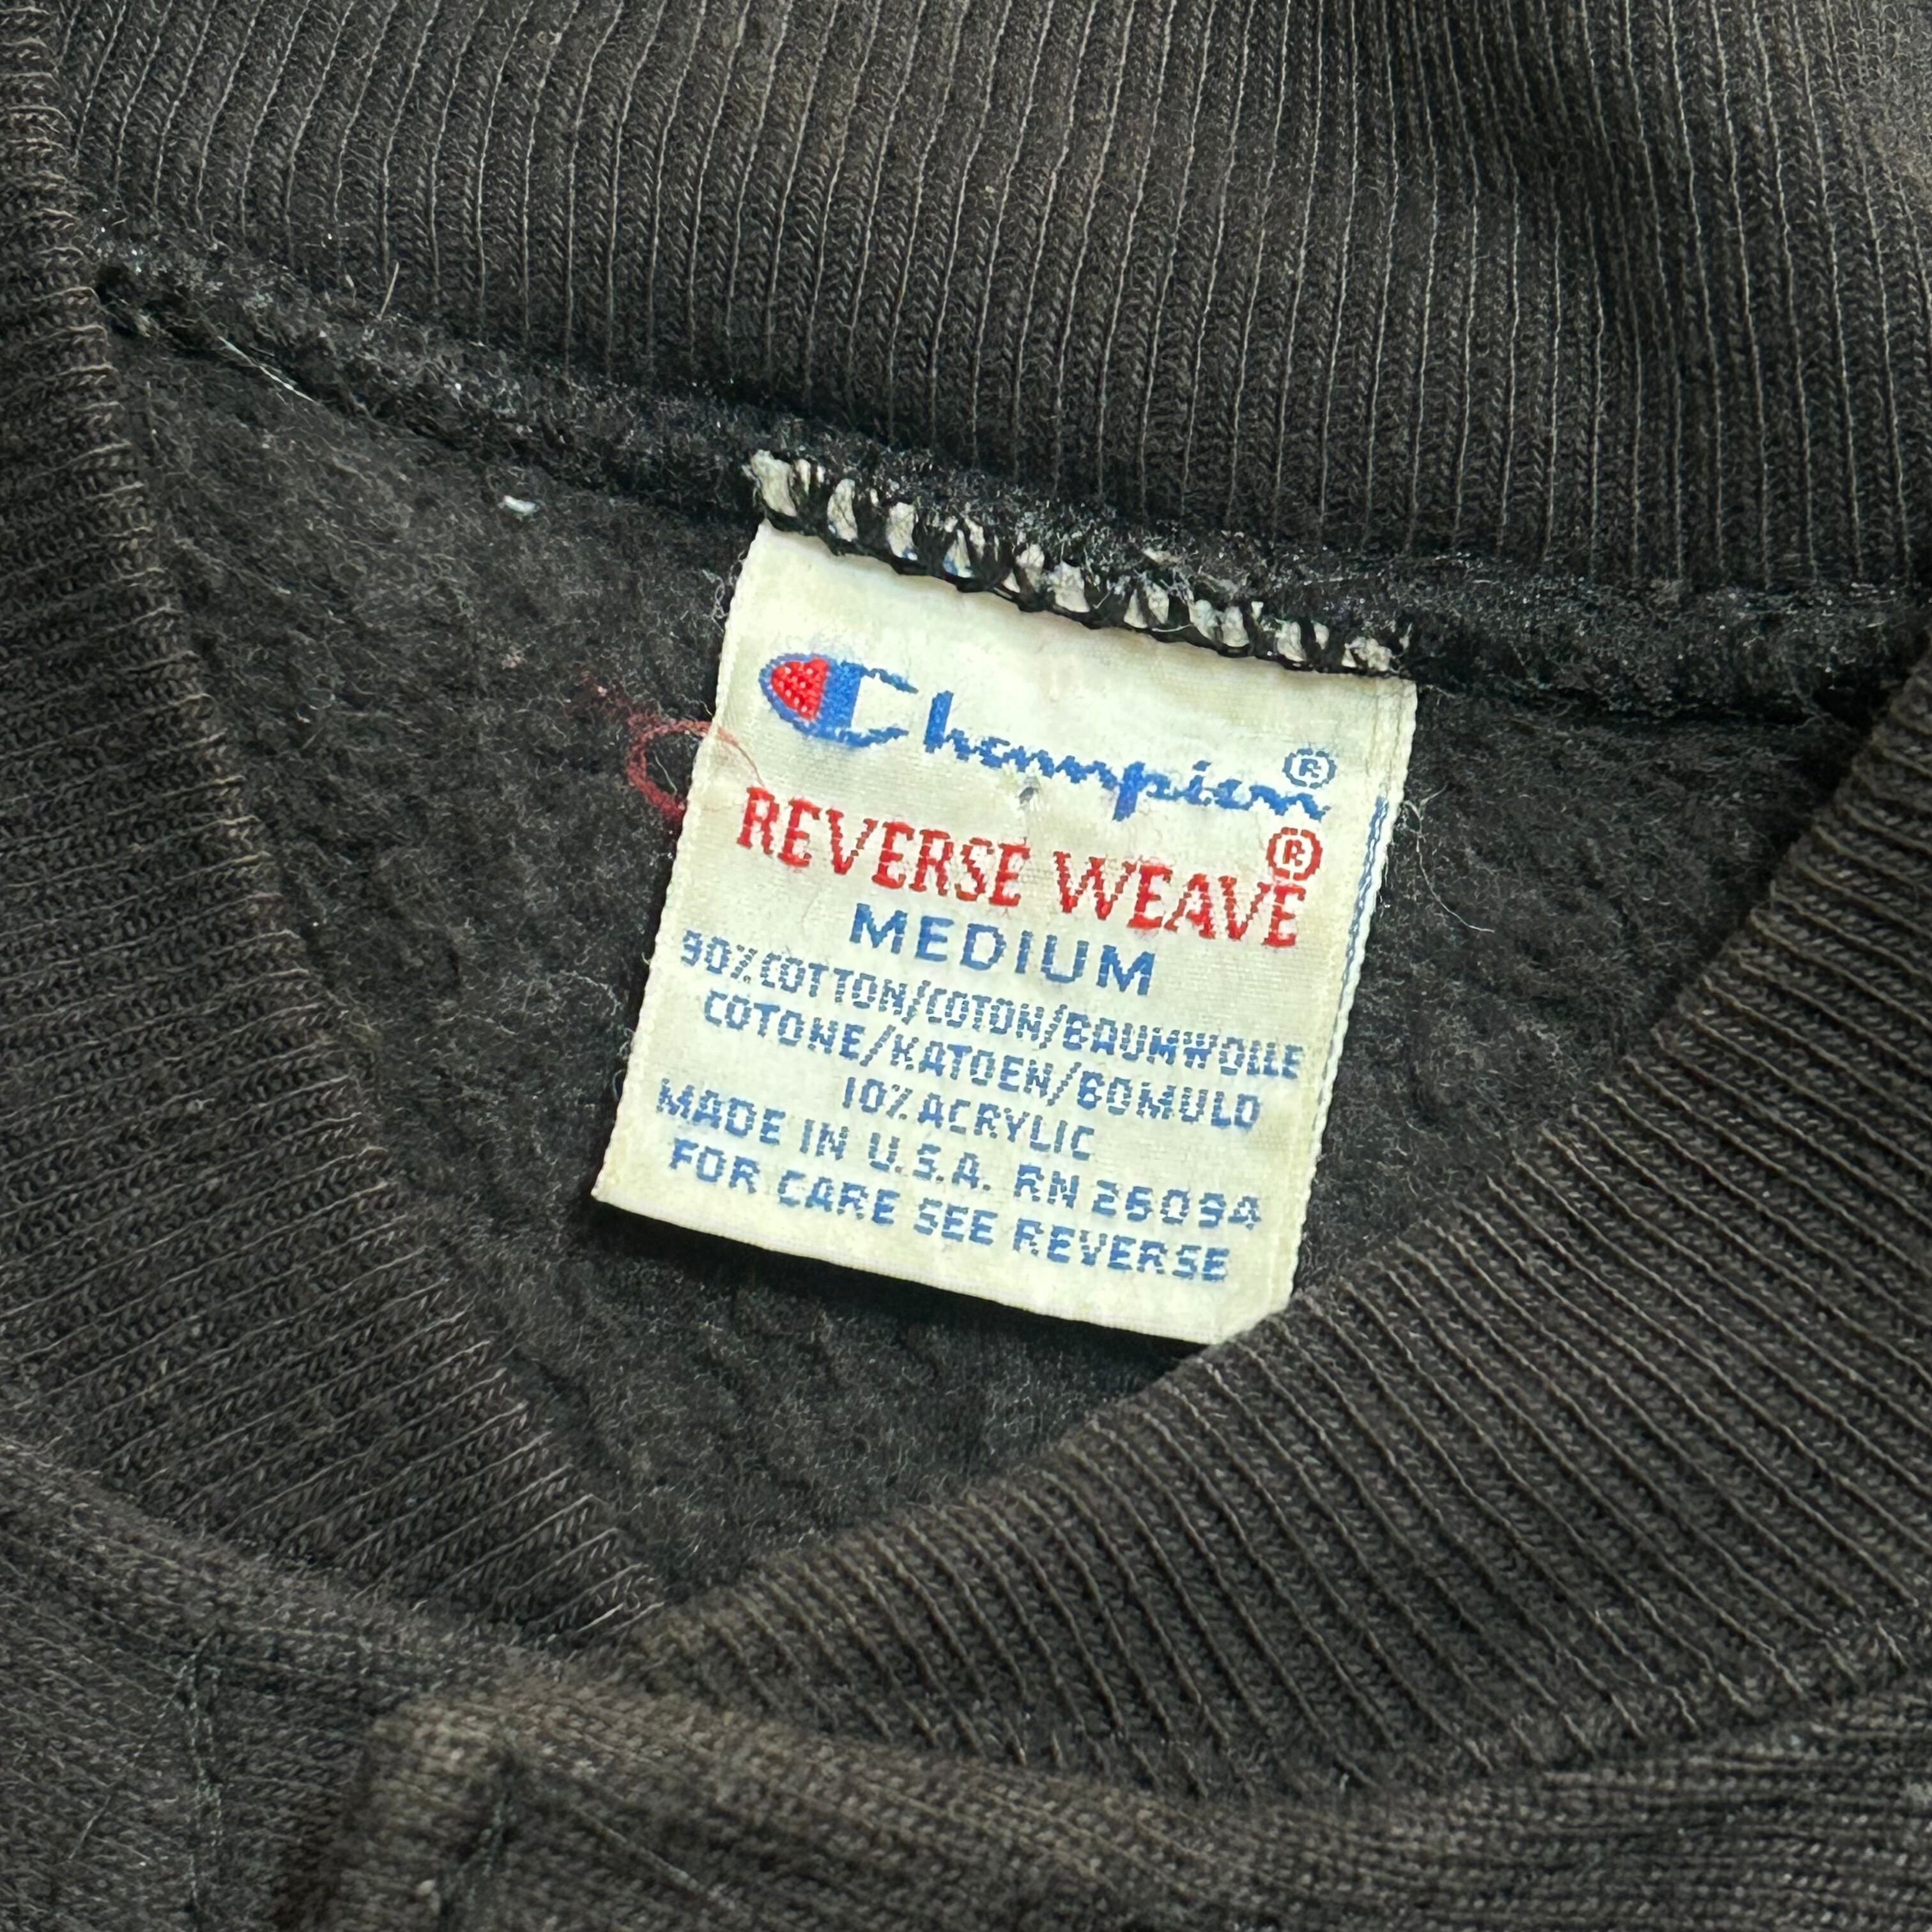 Champion®
REVERSE WEAVE®
MEDIUM
90% COTTON/COTON/BAUMWOLLE
COTONE/KATOEN/BOMULD
10% ACRYLIC
MADE IN U.S.A. RN 26094
FOR CARE SEE REVERSE